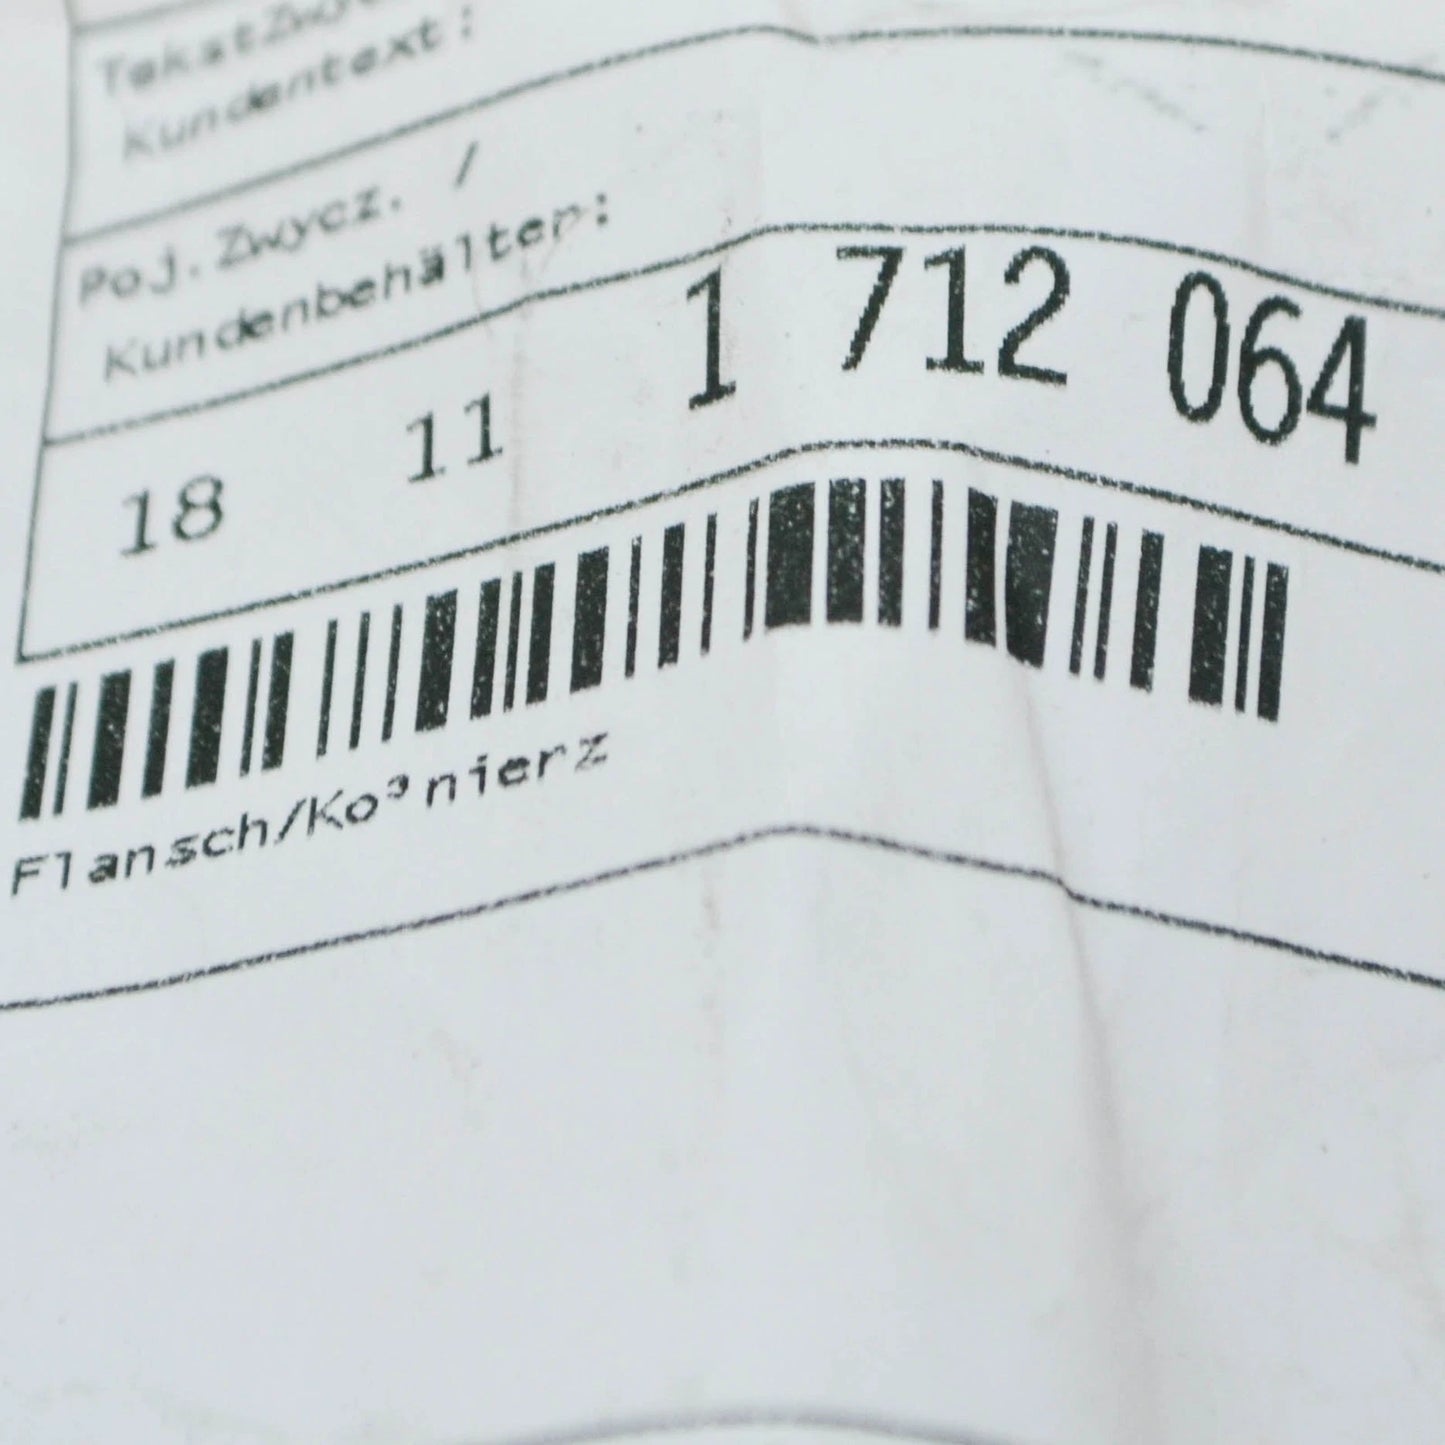 Kundentext:
Poj.Zwycz. /
Kundenbehälter:
18 11 1 712 064
Flansch/Ko³nierz